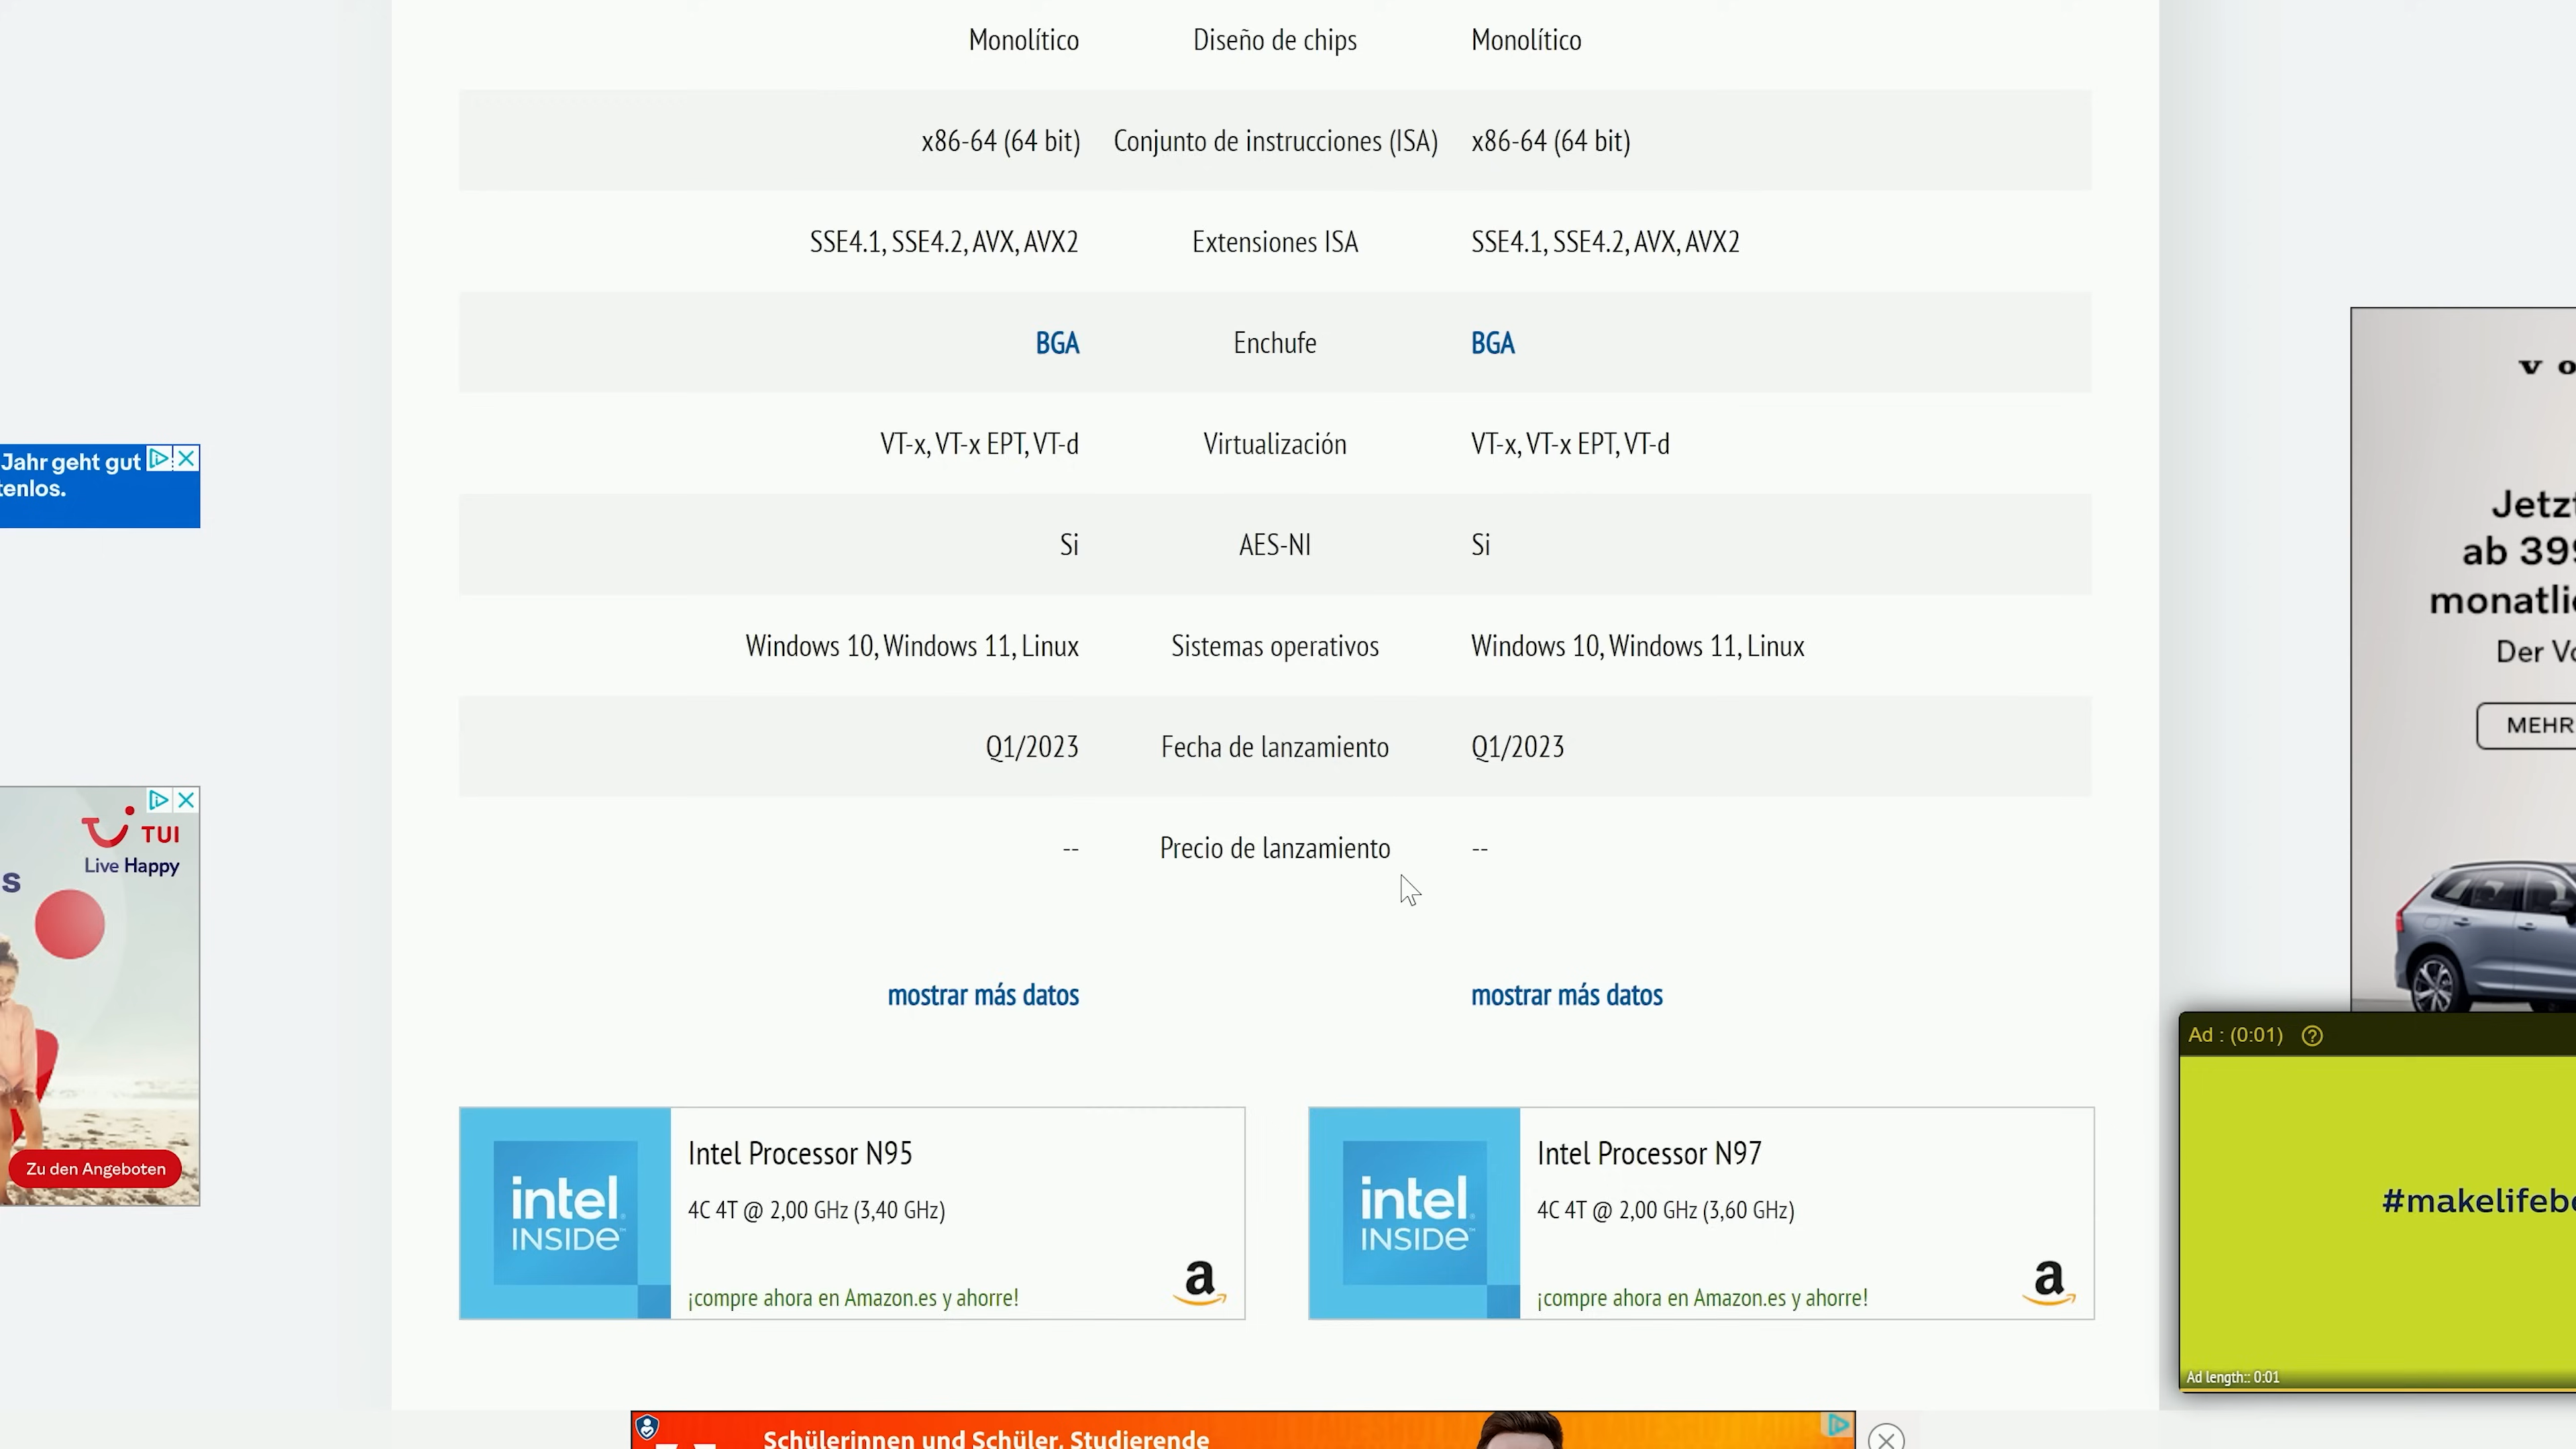 Monolítico Diseño de chips Monolítico
x86-64 (64 bit) Conjunto de instrucciones (ISA) x86-64 (64 bit)
SSE4.1, SSE4.2, AVX, AVX2 Extensiones ISA SSE4.1, SSE4.2, AVX, AVX2
BGA Enchufe BGA
VT-x, VT-x EPT, VT-d Virtualización VT-x, VT-x EPT, VT-d
Si AES-NI Si
Windows 10, Windows 11, Linux Sistemas operativos Windows 10, Windows 11, Linux
Q1/2023 Fecha de lanzamiento Q1/2023
-- Precio de lanzamiento --
mostrar más datos mostrar más datos
intel INSIDE
Intel Processor N95
4C 4T @ 2,00 GHz (3,40 GHz)
¡compre ahora en Amazon.es y ahorre!
a
intel INSIDE
Intel Processor N97
4C 4T @ 2,00 GHz (3,60 GHz)
¡compre ahora en Amazon.es y ahorre!
a
Jahr geht gut
tenlos.
TUI
Live Happy
s
Zu den Angeboten
vo
Jetzt
ab 399
monatlic
Der Vo
MEHR
Ad : (0:01)
#makelifebe
Ad length:: 0:01
Schülerinnen und Schüler, Studierende